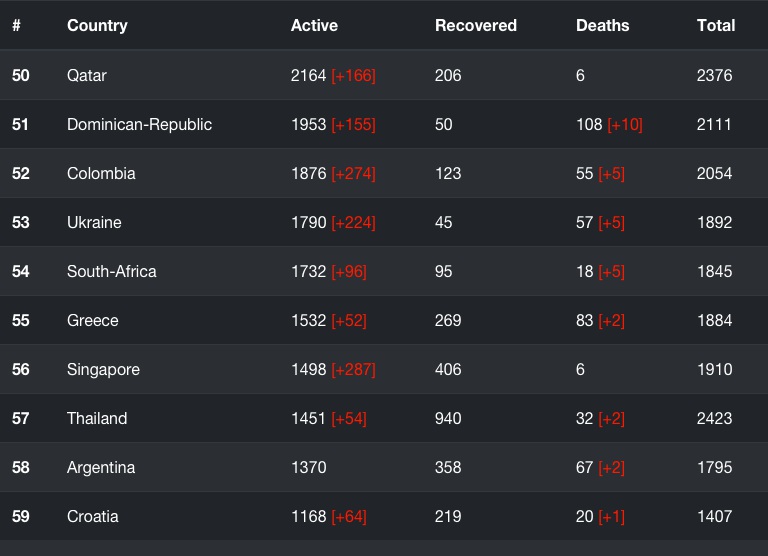 # Country Active Recovered Deaths Total
50 Qatar 2164 [+166] 206 6 2376
51 Dominican-Republic 1953 [+155] 50 108 [+10] 2111
52 Colombia 1876 [+274] 123 55 [+5] 2054
53 Ukraine 1790 [+224] 45 57 [+5] 1892
54 South-Africa 1732 [+96] 95 18 [+5] 1845
55 Greece 1532 [+52] 269 83 [+2] 1884
56 Singapore 1498 [+287] 406 6 1910
57 Thailand 1451 [+54] 940 32 [+2] 2423
58 Argentina 1370 358 67 [+2] 1795
59 Croatia 1168 [+64] 219 20 [+1] 1407